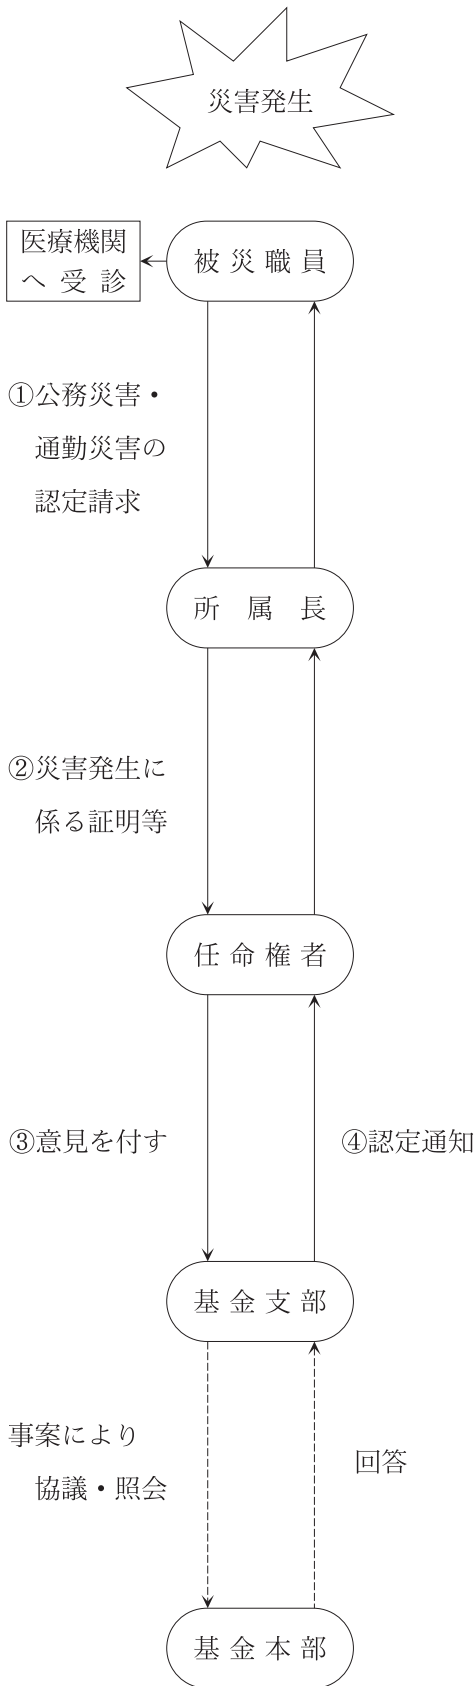 災害発生
医療機関
へ受診
被災職員
①公務災害・
通勤災害の
認定請求
所属長
②災害発生に
係る証明等
任命権者
③意見を付す
④認定通知
基金支部
事案により
協議・照会
回答
基金本部